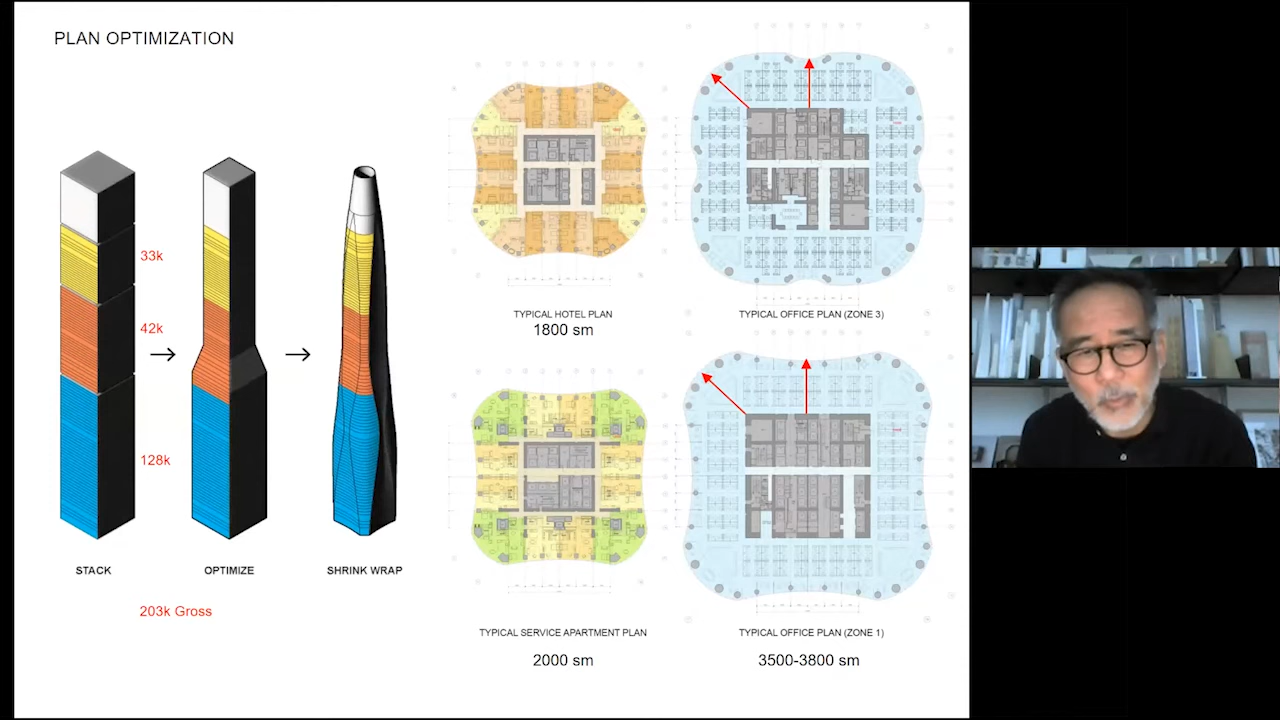 PLAN OPTIMIZATION
33k
42k
128k
STACK
OPTIMIZE
SHRINK WRAP
203k Gross
TYPICAL HOTEL PLAN
1800 sm
TYPICAL OFFICE PLAN (ZONE 3)
TYPICAL SERVICE APARTMENT PLAN
2000 sm
TYPICAL OFFICE PLAN (ZONE 1)
3500-3800 sm